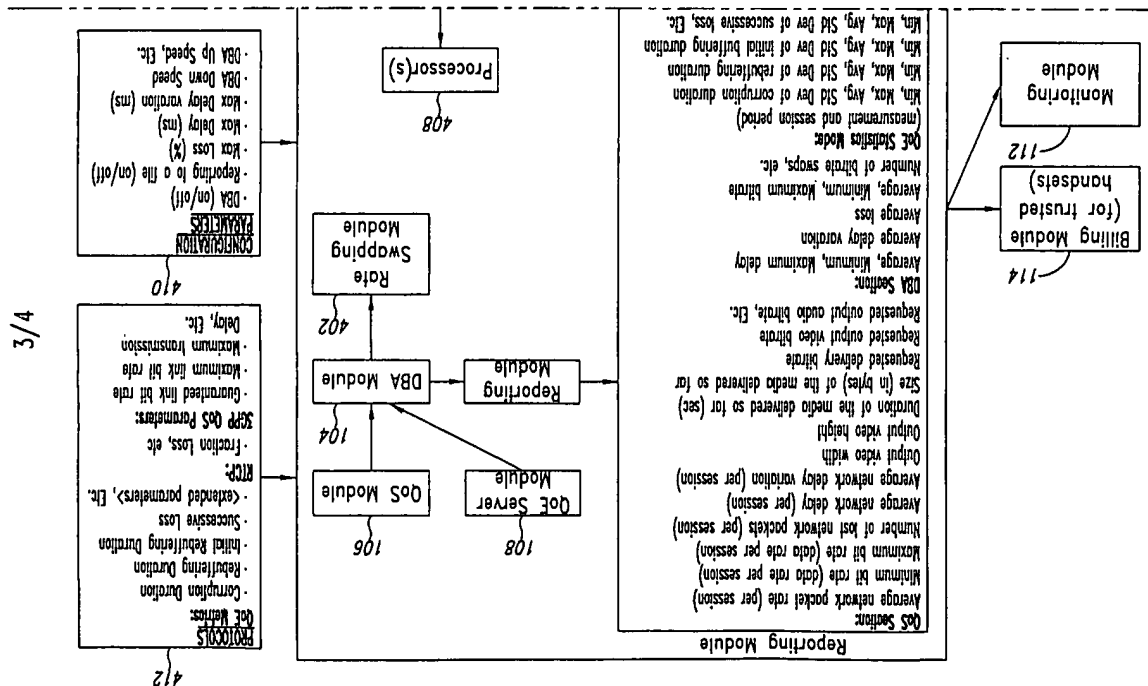 3/4
Reporting Module
QoS Section:
Average network packet rate (per session)
Minimum bit rate (data rate per session)
Maximum bit rate (data rate per session)
Number of lost network packets (per session)
Average network delay (per session)
Average network delay variation (per session)
Output video width
Output video height
Duration of the media delivered so far (sec)
Size (in bytes) of the media delivered so far
Requested delivery bitrate
Requested output video bitrate
Requested output audio bitrate, Etc.
DBA Section:
Average, Minimum, Maximum delay
Average delay varation
Average loss
Average, Minimum, Maximum bitrate
Number of bitrate swaps, etc.
QoE Statistics Mode:
(measurement and session period)
Min, Max, Avg, Std Dev of corruption duration
Min, Max, Avg, Std Dev of rebuffering duration
Min, Max, Avg, Std Dev of initial buffering duration
Min, Max, Avg, Std Dev of successive loss, Etc.
114
Billing Module
(for trusted
handsets)
112
Monitoring
Module
108
QoE Server
Module
106
QoS Module
Reporting
Module
104
DBA Module
402
Rate
Swapping
Module
408
Processor(s)
412
PROTOCOLS
QoE Metrics:
· Corruption Duration
· Rebuffering Duration
· Initial Rebuffering Duration
· Successive Loss
· <extended parameters>, Etc.
RTCP:
· Fraction, Loss, etc
3GPP QoS Parameters:
· Guaranteed link bit rate
· Maximum link bit rate
· Maximum transmission
Delay, Etc.
410
CONFIGURATION
PARAMETERS
· DBA (on/off)
· Reporting to a file (on/off)
· Max Loss (%)
· Max Delay (ms)
· Max Delay varation (ms)
· DBA Down Speed
· DBA Up Speed, Etc.